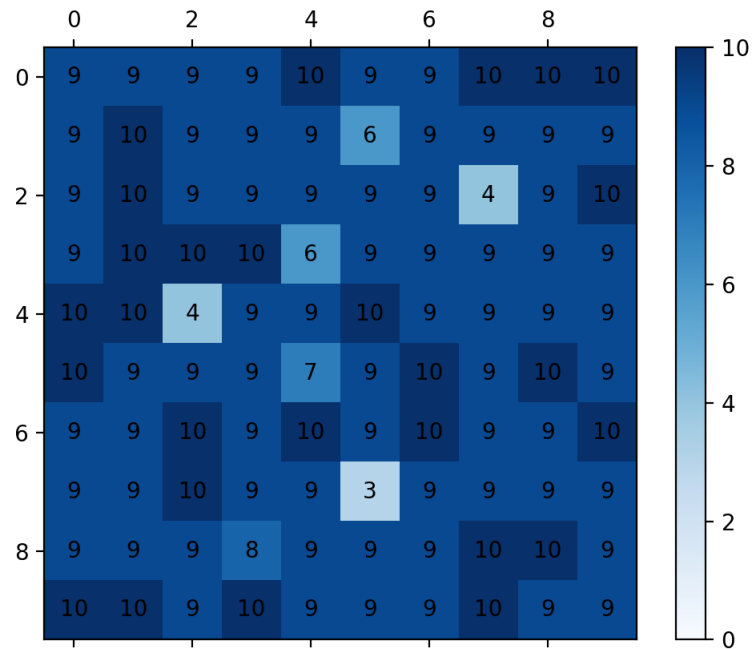 0 2 4 6 8
0 9 9 9 9 10 9 9 10 10 10 10
9 10 9 9 9 6 9 9 9 9
2 9 10 9 9 9 9 9 4 9 10 8
9 10 10 10 6 9 9 9 9 9 6
4 10 10 4 9 9 10 9 9 9 9
10 9 9 9 7 9 10 9 10 9 4
6 9 9 10 9 10 9 10 9 9 10
9 9 10 9 9 3 9 9 9 9 2
8 9 9 9 8 9 9 9 10 10 9
10 10 9 10 9 9 9 10 9 9 0